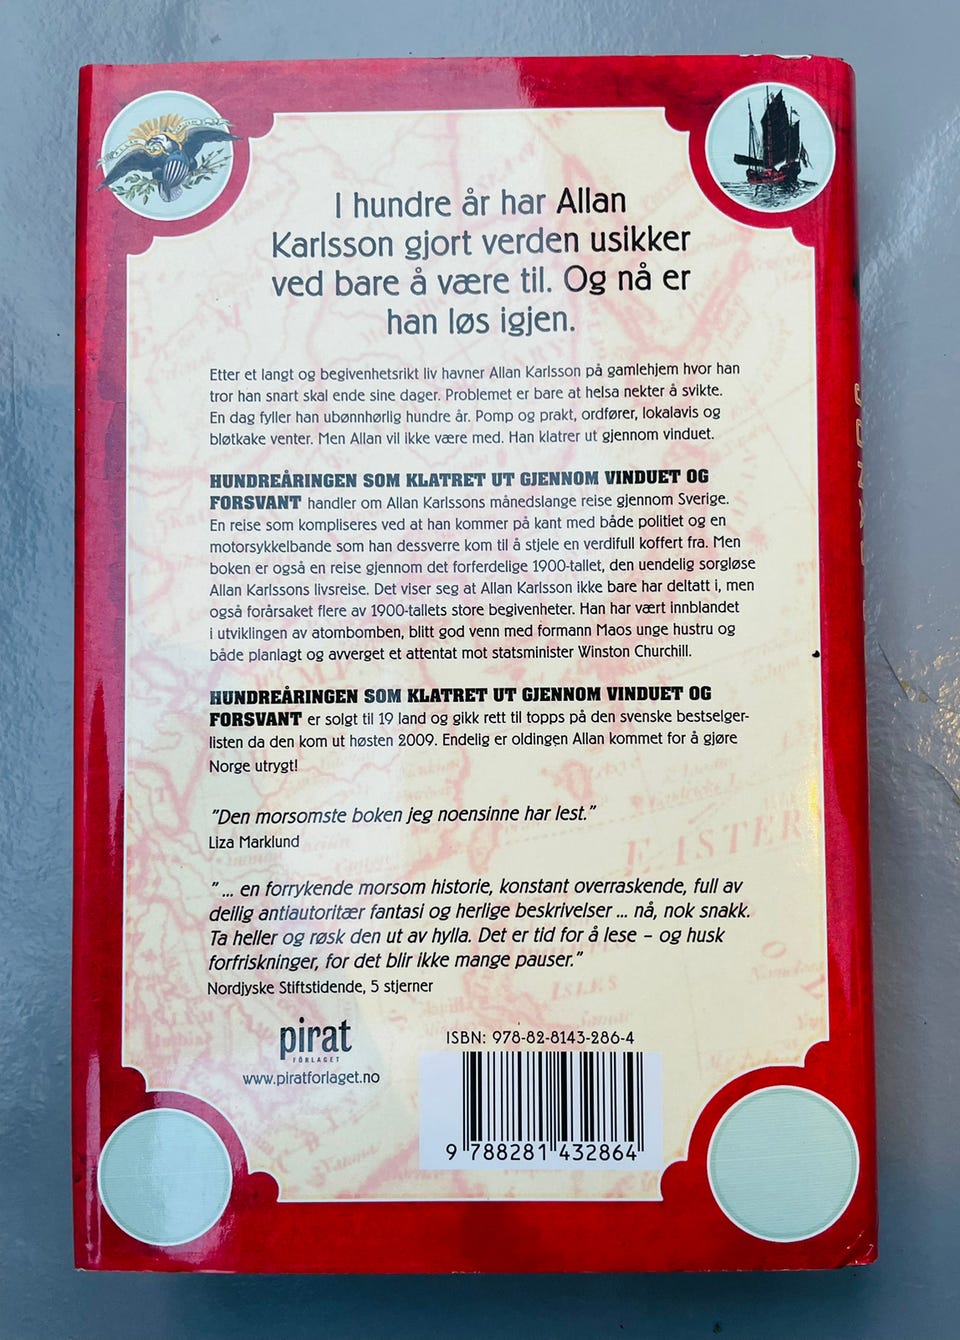 I hundre år har Allan
Karlsson gjort verden usikker
ved bare å være til. Og nå er
han løs igjen.
Etter et langt og begivenhetsrikt liv havner Allan Karlsson på gamlehjem hvor han
tror han snart skal ende sine dager. Problemet er bare at helsa nekter å svikte.
En dag fyller han ubønnhørlig hundre år. Pomp og prakt, ordfører, lokalavis og
bløtkake venter. Men Allan vil ikke være med. Han klatrer ut gjennom vinduet.
HUNDREÅRINGEN SOM KLATRET UT GJENNOM VINDUET OG
FORSVANT handler om Allan Karlssons månedslange reise gjennom Sverige.
En reise som kompliseres ved at han kommer på kant med både politiet og en
motorsykkelbande som han dessverre kom til å stjele en verdifull koffert fra. Men
boken er også en reise gjennom det forferdelige 1900-tallet, den uendelig sorgløse
Allan Karlssons livsreise. Det viser seg at Allan Karlsson ikke bare har deltatt i, men
også forårsaket flere av 1900-tallets store begivenheter. Han har vært innblandet
i utviklingen av atombomben, blitt god venn med formann Maos unge hustru og
både planlagt og avverget et attentat mot statsminister Winston Churchill.
HUNDREÅRINGEN SOM KLATRET UT GJENNOM VINDUET OG
FORSVANT er solgt til 19 land og gikk rett til topps på den svenske bestselger-
listen da den kom ut høsten 2009. Endelig er oldingen Allan kommet for å gjøre
Norge utrygt!
"Den morsomste boken jeg noensinne har lest."
Liza Marklund
" ... en forrykende morsom historie, konstant overraskende, full av
deilig antiautoritær fantasi og herlige beskrivelser ... nå, nok snakk.
Ta heller og røsk den ut av hylla. Det er tid for å lese – og husk
forfriskninger, for det blir ikke mange pauser."
Nordjyske Stiftstidende, 5 stjerner
pirat
FORLAGET
www.piratforlaget.no
ISBN: 978-82-8143-286-4
9 788281 432864
EASTER
ISLES